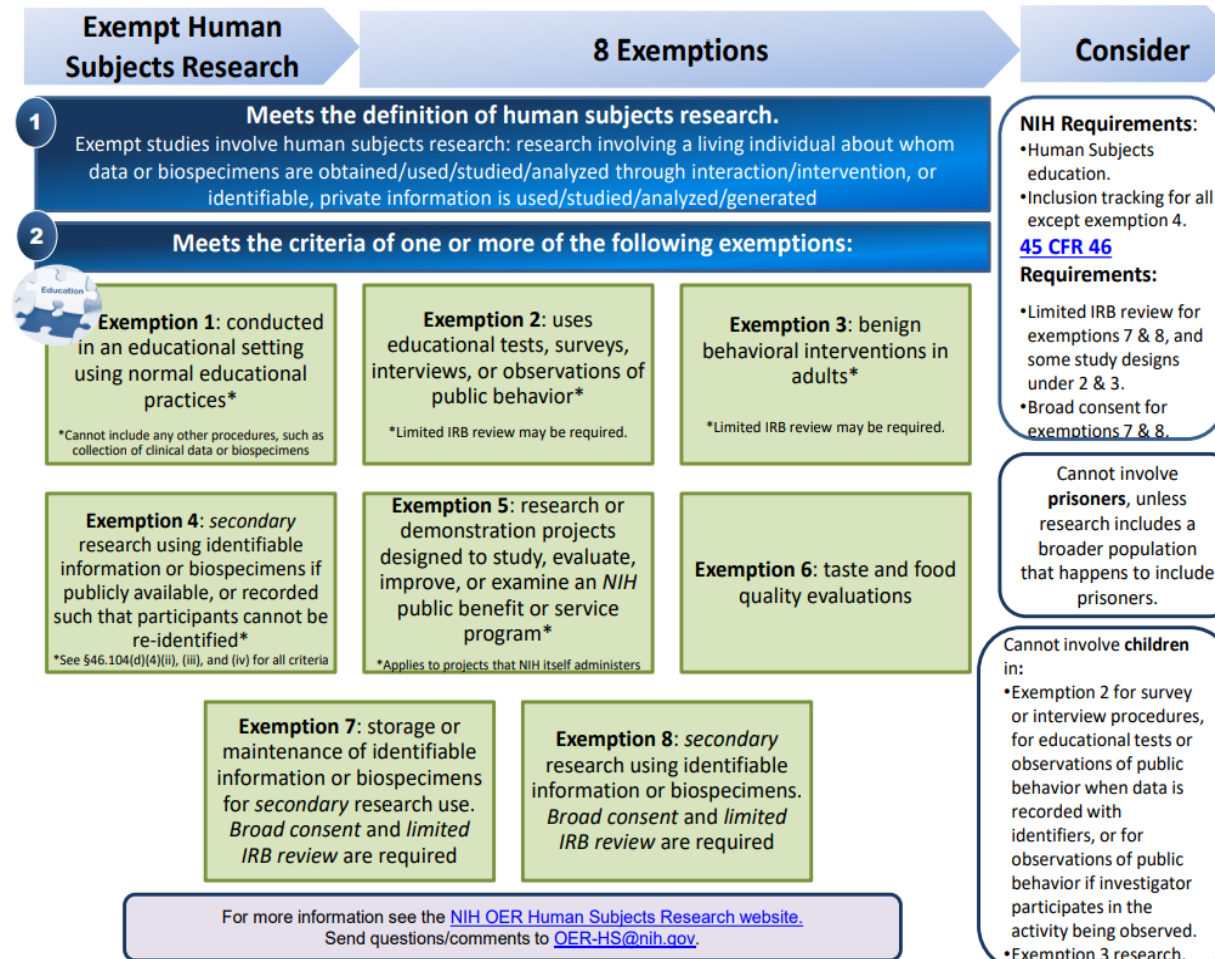 Exempt Human
Subjects Research
8 Exemptions
Consider
1
Meets the definition of human subjects research.
Exempt studies involve human subjects research: research involving a living individual about whom
data or biospecimens are obtained/used/studied/analyzed through interaction/intervention, or
identifiable, private information is used/studied/analyzed/generated
2
Meets the criteria of one or more of the following exemptions:
Education
Exemption 1: conducted
in an educational setting
using normal educational
practices*
*Cannot include any other procedures, such as
collection of clinical data or biospecimens
Exemption 2: uses
educational tests, surveys,
interviews, or observations of
public behavior*
*Limited IRB review may be required.
Exemption 3: benign
behavioral interventions in
adults*
*Limited IRB review may be required.
Exemption 4: secondary
research using identifiable
information or biospecimens if
publicly available, or recorded
such that participants cannot be
re-identified*
*See §46.104(d)(4)(ii), (iii), and (iv) for all criteria
Exemption 5: research or
demonstration projects
designed to study, evaluate,
improve, or examine an NIH
public benefit or service
program*
*Applies to projects that NIH itself administers
Exemption 6: taste and food
quality evaluations
Exemption 7: storage or
maintenance of identifiable
information or biospecimens
for secondary research use.
Broad consent and limited
IRB review are required
Exemption 8: secondary
research using identifiable
information or biospecimens.
Broad consent and limited
IRB review are required
For more information see the NIH OER Human Subjects Research website.
Send questions/comments to OER-HS@nih.gov.
NIH Requirements:
•Human Subjects
education.
•Inclusion tracking for all
except exemption 4.
45 CFR 46
Requirements:
•Limited IRB review for
exemptions 7 & 8, and
some study designs
under 2 & 3.
•Broad consent for
exemptions 7 & 8.
Cannot involve
prisoners, unless
research includes a
broader population
that happens to include
prisoners.
Cannot involve children
in:
•Exemption 2 for survey
or interview procedures,
for educational tests or
observations of public
behavior when data is
recorded with
identifiers, or for
observations of public
behavior if investigator
participates in the
activity being observed.
•Exemption 3 research.